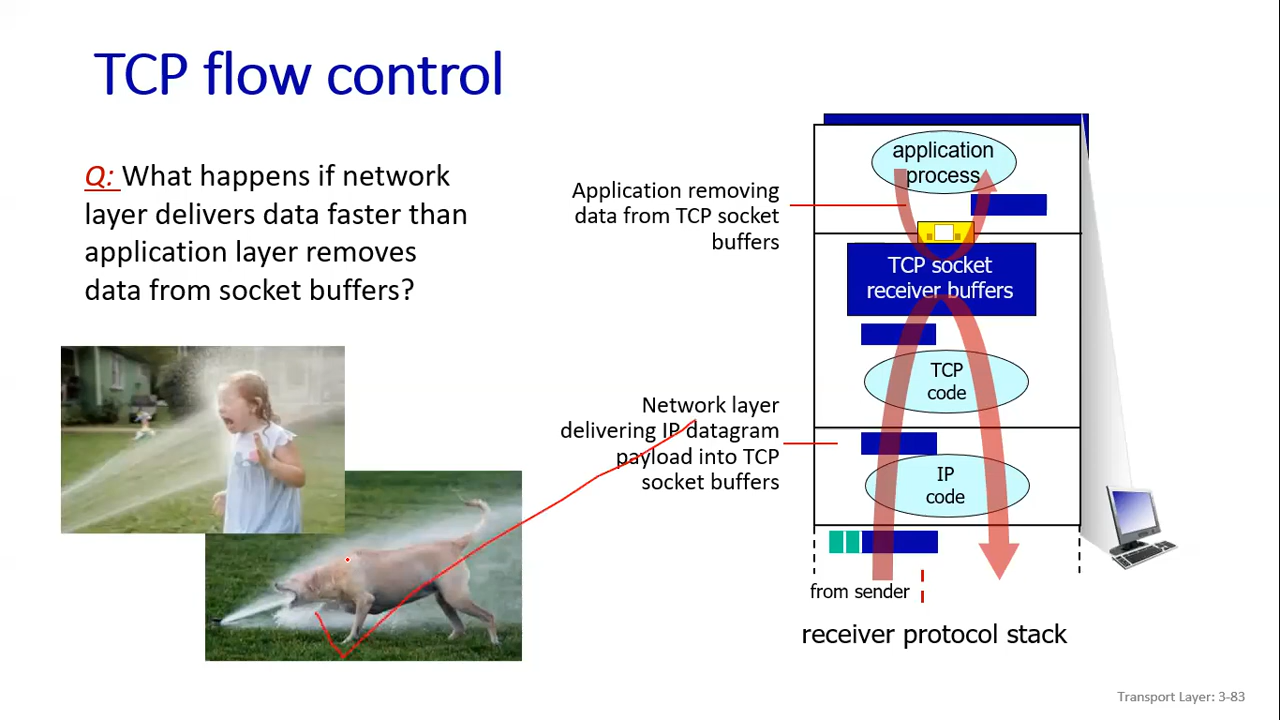 TCP flow control
Q: What happens if network
layer delivers data faster than
application layer removes
data from socket buffers?
Application removing
data from TCP socket
buffers
Network layer
delivering IP datagram
payload into TCP
socket buffers
application
process
TCP socket
receiver buffers
TCP
code
IP
code
from sender
receiver protocol stack
Transport Layer: 3-83